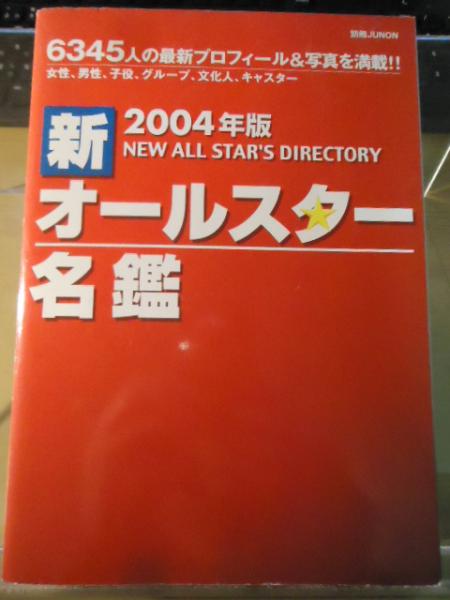 別冊JUNON
6345人の最新プロフィール&写真を満載!!
女性、男性、子役、グループ、文化人、キャスター
新
2004年版
NEW ALL STAR'S DIRECTORY
オールスター
名鑑